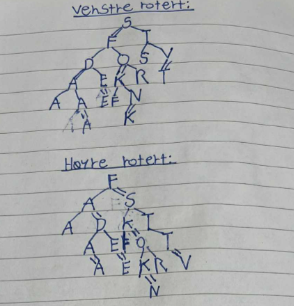 Venstre rotert:
S
F T
D O S V
A E K R T
A A E E F N
A A K
Høyre rotert:
F
A S
A D K T
A E F O T
A E K R V
N